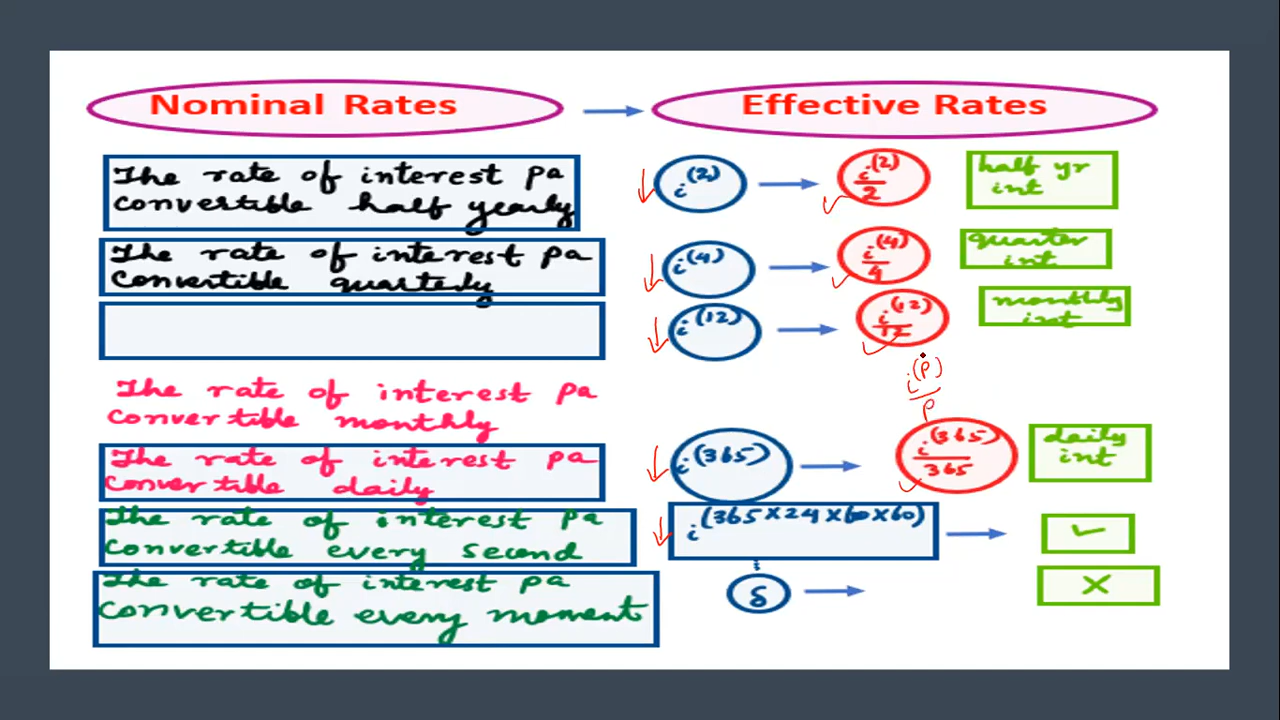 Nominal Rates → Effective Rates
The rate of interest pa
convertible half yearly
i^(2) → i^(2)/2
half yr
int
The rate of interest pa
convertible quarterly
i^(4) → i^(4)/4
quarter
int
i^(12) → i^(12)/12
monthly
int
i^(p)/p
The rate of interest pa
convertible monthly
The rate of interest pa
convertible daily
i^(365) → i^(365)/365
daily
int
The rate of interest pa
convertible every second
i^(365×24×60×60) → ✓
The rate of interest pa
convertible every moment
δ → ×